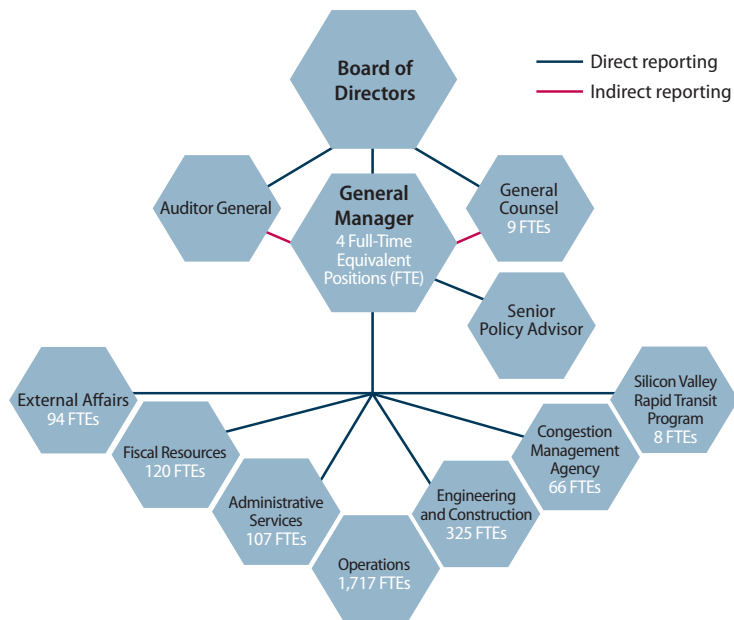 Board of
Directors
Direct reporting
Indirect reporting
Auditor General
General
Manager
4 Full-Time
Equivalent
Positions (FTE)
General
Counsel
9 FTEs
Senior
Policy Advisor
External Affairs
94 FTEs
Fiscal Resources
120 FTEs
Administrative
Services
107 FTEs
Operations
1,717 FTEs
Engineering
and Construction
325 FTEs
Congestion
Management
Agency
66 FTEs
Silicon Valley
Rapid Transit
Program
8 FTEs